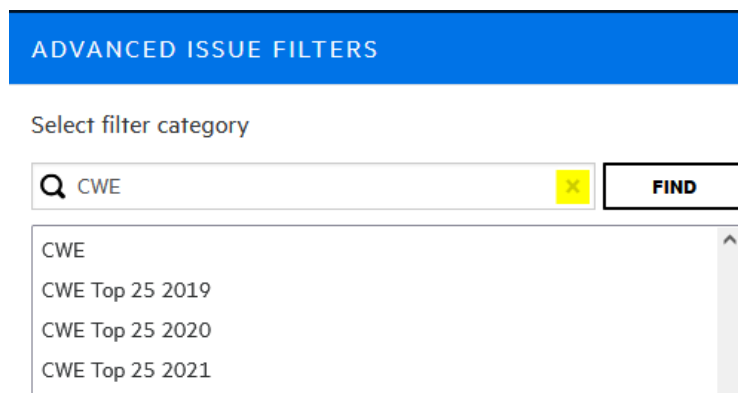 ADVANCED ISSUE FILTERS
Select filter category
CWE
FIND
CWE
CWE Top 25 2019
CWE Top 25 2020
CWE Top 25 2021